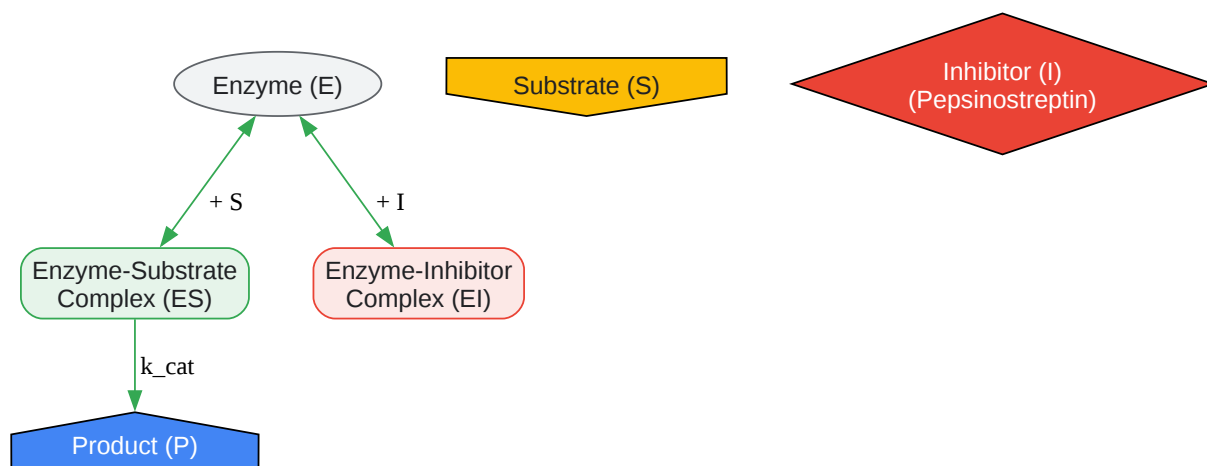 Enzyme (E)
Substrate (S)
Inhibitor (I)
(Pepsinostreptin)
+ S
+ I
Enzyme-Substrate
Complex (ES)
Enzyme-Inhibitor
Complex (EI)
k_cat
Product (P)